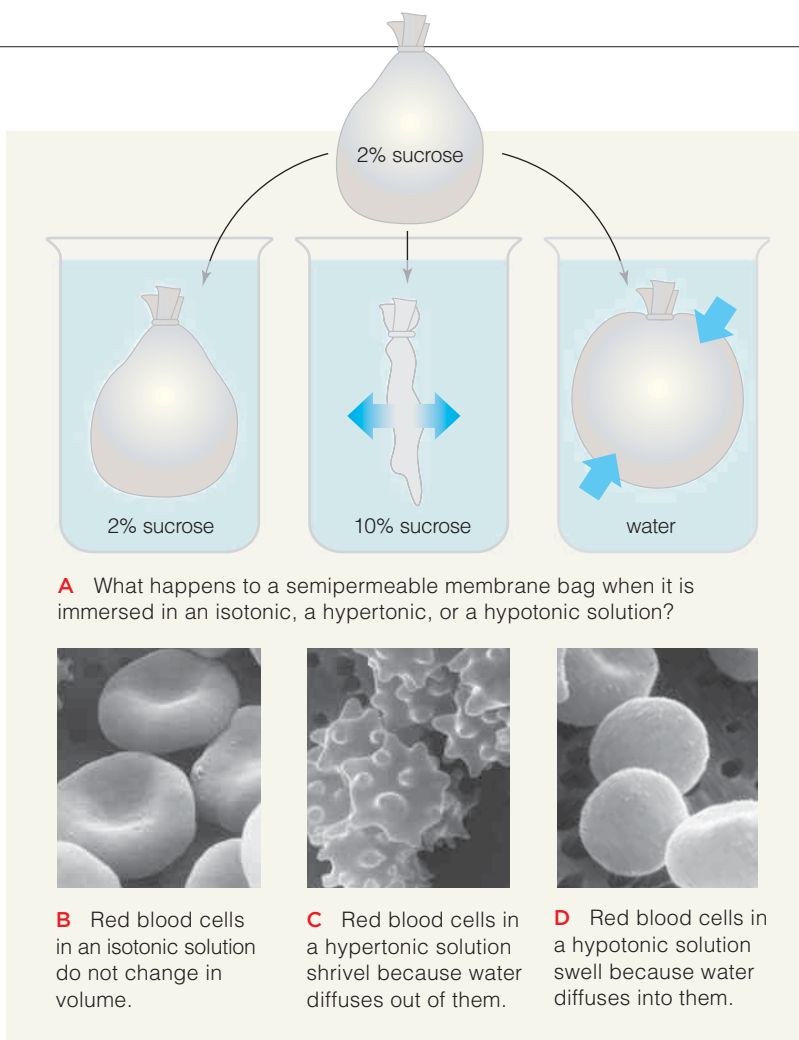 2% sucrose
2% sucrose
10% sucrose
water
A What happens to a semipermeable membrane bag when it is
immersed in an isotonic, a hypertonic, or a hypotonic solution?
B Red blood cells
in an isotonic solution
do not change in
volume.
C Red blood cells in
a hypertonic solution
shrivel because water
diffuses out of them.
D Red blood cells in
a hypotonic solution
swell because water
diffuses into them.